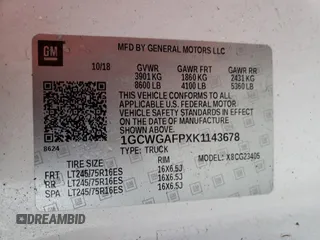 GM
MFD BY GENERAL MOTORS LLC
10/18 GVWR GAWR FRT GAWR RR
3901 KG 1860 KG 2431 KG
8600 LB 4100 LB 5360 LB
THIS VEHICLE CONFORMS TO ALL APPLICABLE
U.S. FEDERAL MOTOR
VEHICLE SAFETY STANDARDS IN EFFECT
ON THE DATE OF MANUFACTURE
SHOWN ABOVE.
8624
1GCWGAFPXK1143678
TYPE: TRUCK MODEL: X8CG23405
TIRE SIZE RIM
FRT LT245/75R16ES 16X6.5J
RR LT245/75R16ES 16X6.5J
SPA LT245/75R16ES 16X6.5J
DREAMBID